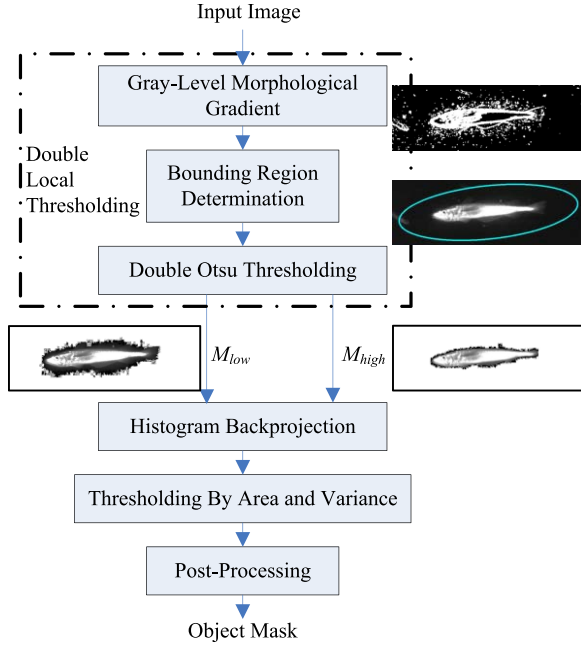 Input Image
Gray-Level Morphological
Gradient
Double
Local
Thresholding
Bounding Region
Determination
Double Otsu Thresholding
M_low
M_high
Histogram Backprojection
Thresholding By Area and Variance
Post-Processing
Object Mask